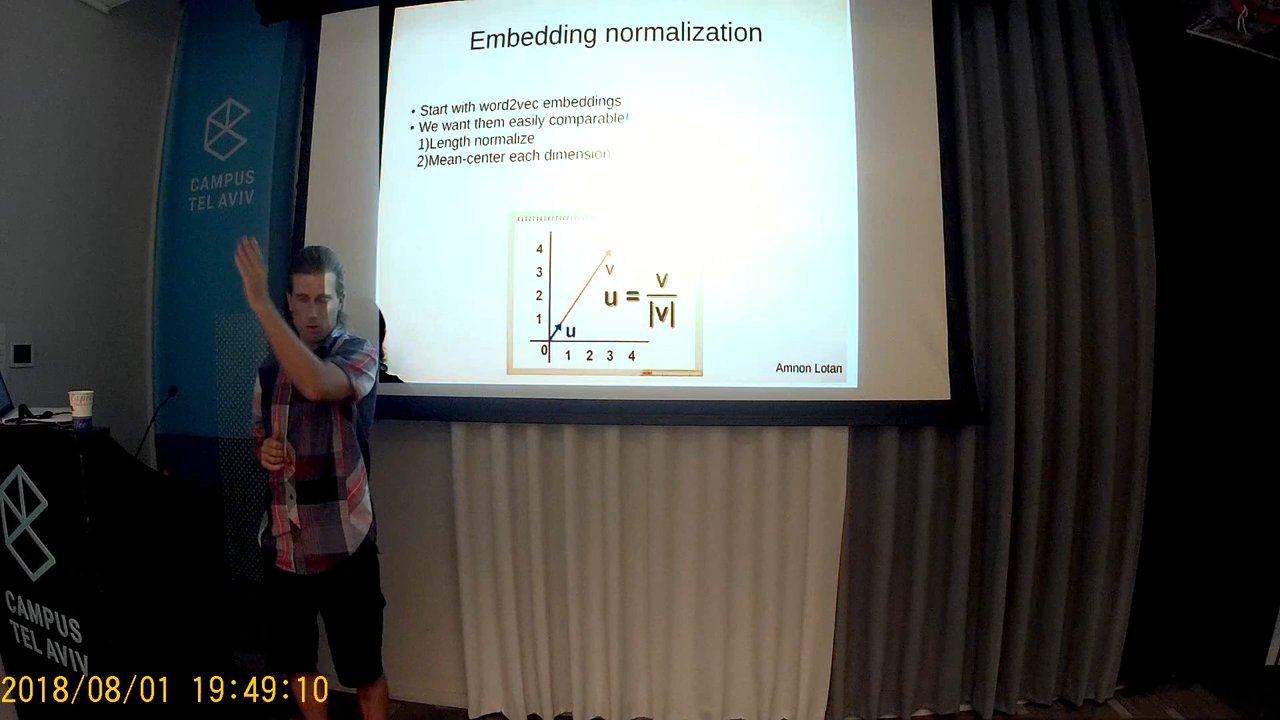 Embedding normalization
• Start with word2vec embeddings
• We want them easily comparable!
1)Length normalize
2)Mean-center each dimension
4
3
2
1
0
1 2 3 4
v
u
u = v
|v|
Amnon Lotan
CAMPUS
TEL AVIV
CAMPUS
TEL AVIV
2018/08/01 19:49:10